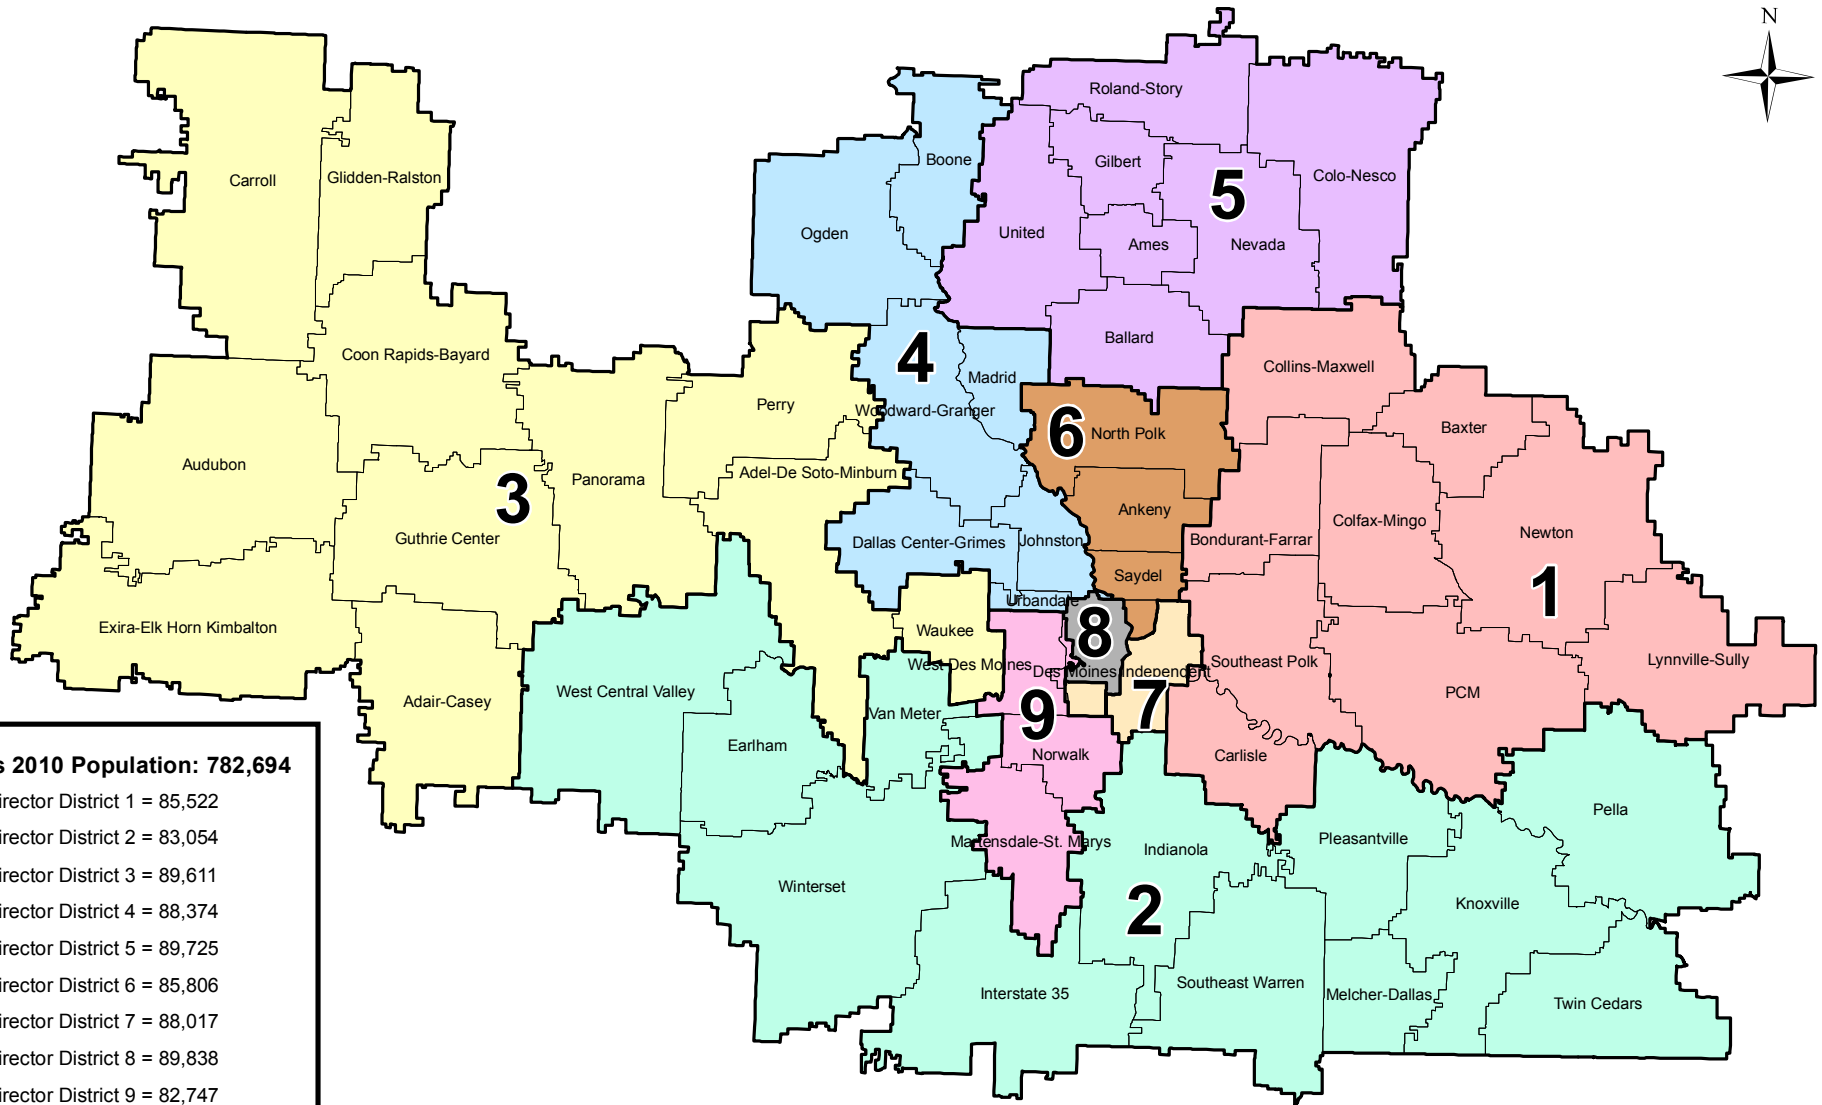 N
Roland-Story
Boone
Gilbert
Colo-Nesco
Carroll
Glidden-Ralston
5
Ogden
United
Ames
Nevada
Ballard
Coon Rapids-Bayard
4
Collins-Maxwell
Madrid
Perry
Woodward-Granger
6
North Polk
Baxter
Audubon
Adel-De Soto-Minburn
Panorama
3
Ankeny
Colfax-Mingo
Newton
Guthrie Center
Dallas Center-Grimes
Johnston
Bondurant-Farrar
Saydel
1
Urbandale
Exira-Elk Horn Kimbalton
Waukee
8
West Des Moines
Des Moines Independent
Southeast Polk
Lynnville-Sully
West Central Valley
PCM
Adair-Casey
7
9
Van Meter
Earlham
Norwalk
Carlisle
s 2010 Population: 782,694
irector District 1 = 85,522
irector District 2 = 83,054
irector District 3 = 89,611
irector District 4 = 88,374
irector District 5 = 89,725
irector District 6 = 85,806
irector District 7 = 88,017
irector District 8 = 89,838
irector District 9 = 82,747
Pella
Pleasantville
Martensdale-St. Marys
Indianola
Winterset
2
Knoxville
Interstate 35
Southeast Warren
Melcher-Dallas
Twin Cedars